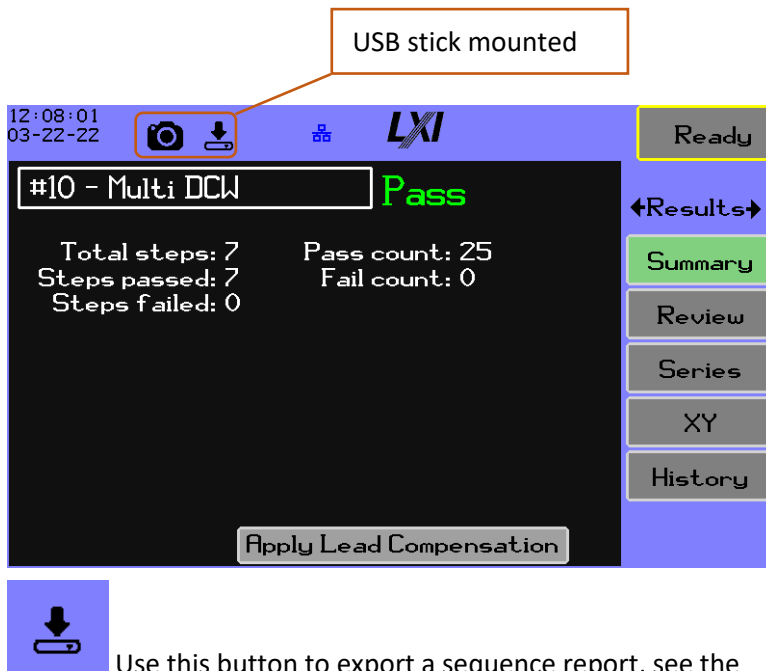 USB stick mounted
12:08:01
03-22-22
LXI
Ready
#10 - Multi DCW
Pass
←Results→
Total steps: 7
Pass count: 25
Steps passed: 7
Fail count: 0
Steps failed: 0
Summary
Review
Series
XY
History
Apply Lead Compensation
Use this button to export a sequence report, see the